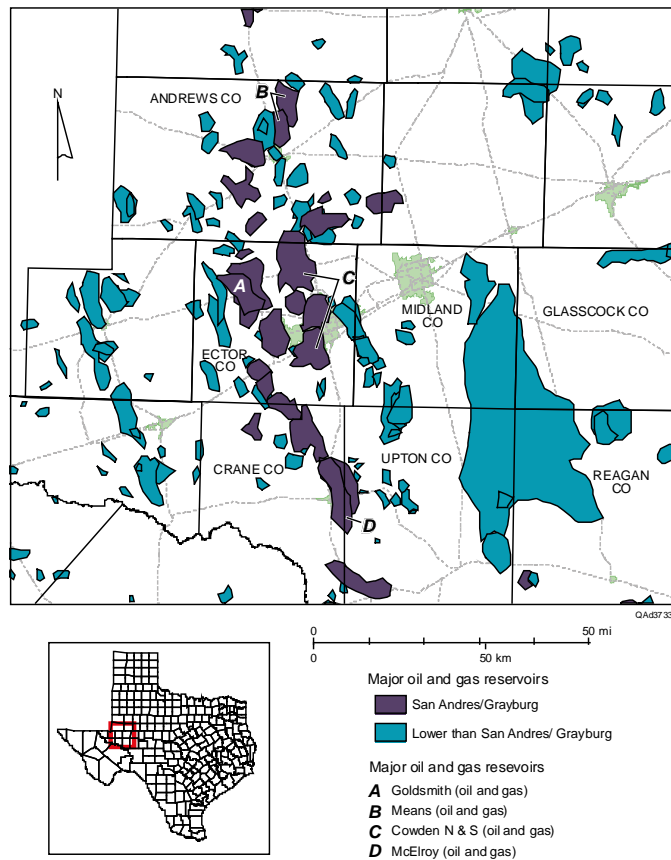 N
ANDREWS CO
B
A
C
MIDLAND
CO
GLASSCOCK CO
ECTOR
CO
CRANE CO
UPTON CO
REAGAN
CO
D
QAd3733
0 50 mi
0 50 km
Major oil and gas reservoirs
San Andres/Grayburg
Lower than San Andres/ Grayburg
Major oil and gas resevoirs
A Goldsmith (oil and gas)
B Means (oil and gas)
C Cowden N & S (oil and gas)
D McElroy (oil and gas)